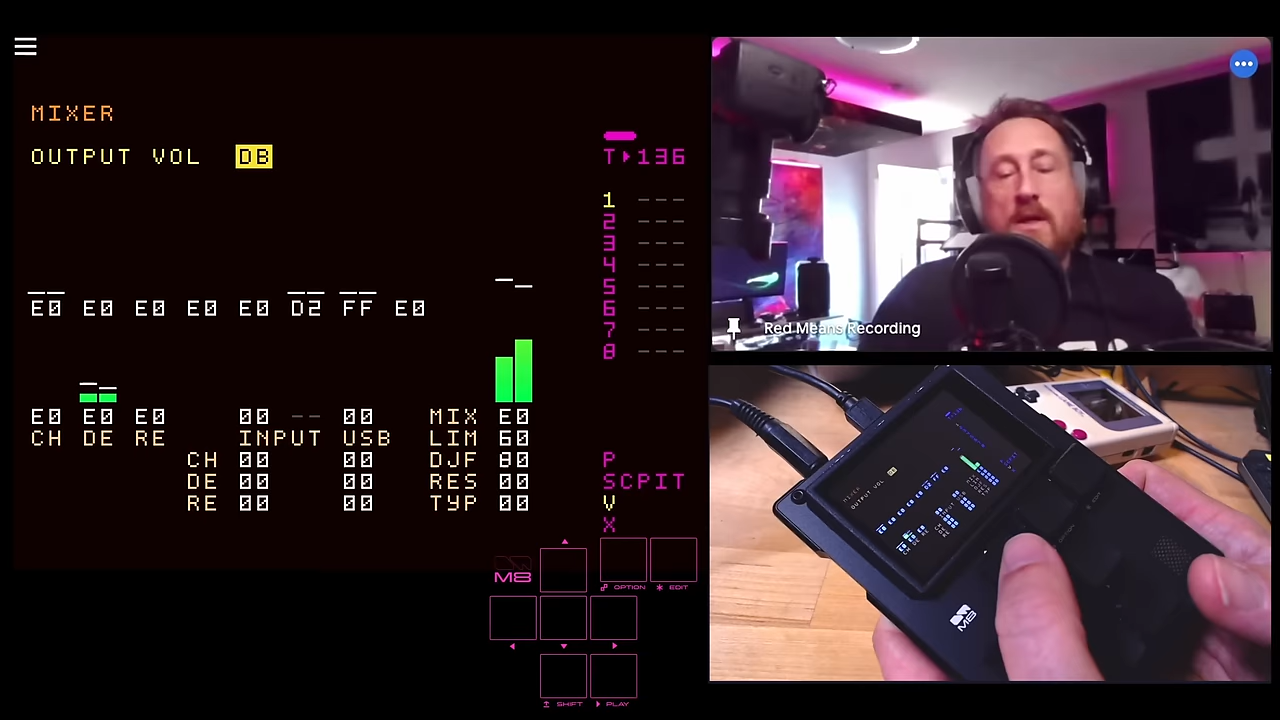 MIXER
OUTPUT VOL DB
T 136
1 ---
2 ---
3 ---
4 ---
5 ---
6 ---
7 ---
8 ---
E0 E0 E0 E0 E0 D2 FF E0
E0 E0 E0 00 -- 00 MIX E0
CH DE RE INPUT USB LIM 60
CH 00 00 DJF 80
DE 00 00 RES 00
RE 00 00 TYP 00
P
SCPIT
V
X
M8
OPTION
EDIT
SHIFT
PLAY
Red Means Recording
MIXER
OUTPUT VOL
M8